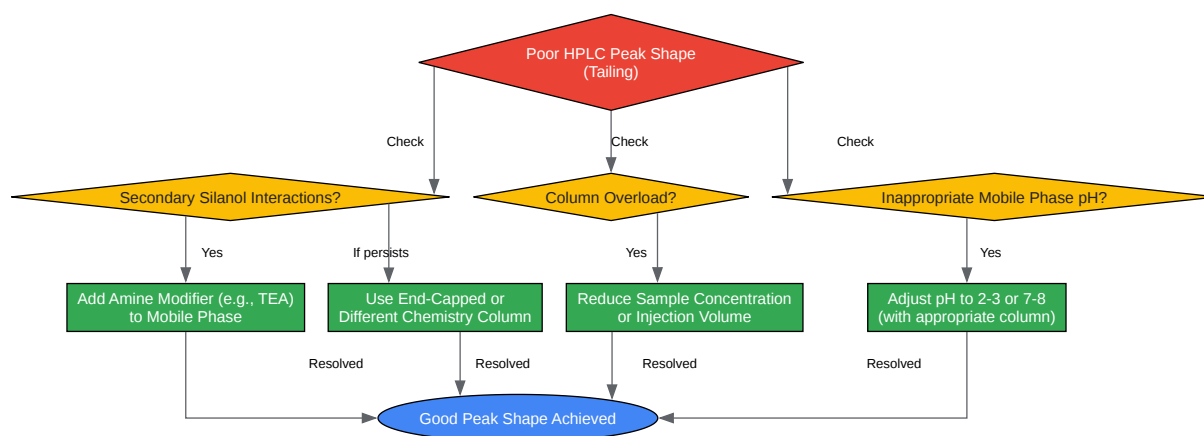 Poor HPLC Peak Shape
(Tailing)
Check
Check
Check
Secondary Silanol Interactions?
Column Overload?
Inappropriate Mobile Phase pH?
Yes
If persists
Yes
Yes
Add Amine Modifier (e.g., TEA)
to Mobile Phase
Use End-Capped or
Different Chemistry Column
Reduce Sample Concentration
or Injection Volume
Adjust pH to 2-3 or 7-8
(with appropriate column)
Resolved
Resolved
Resolved
Resolved
Good Peak Shape Achieved